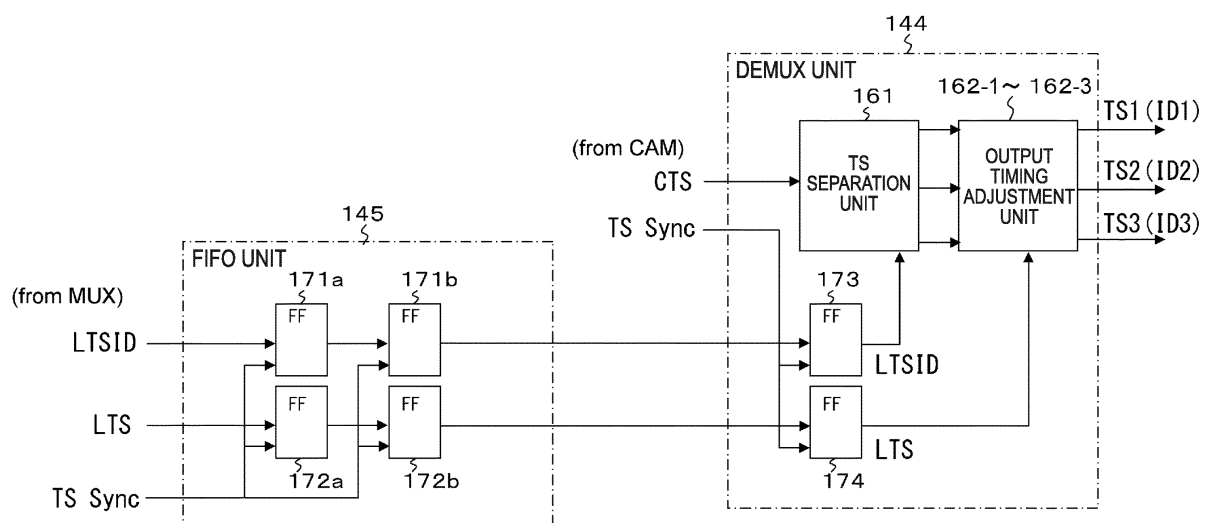 144
DEMUX UNIT
161
162-1～ 162-3
TS1(ID1)
(from CAM)
CTS
TS
SEPARATION
UNIT
OUTPUT
TIMING
ADJUSTMENT
UNIT
TS2(ID2)
TS Sync
TS3(ID3)
145
FIFO UNIT
(from MUX)
171a
171b
173
FF
FF
FF
LTSID
LTSID
FF
FF
FF
LTS
LTS
172a
172b
174
TS Sync